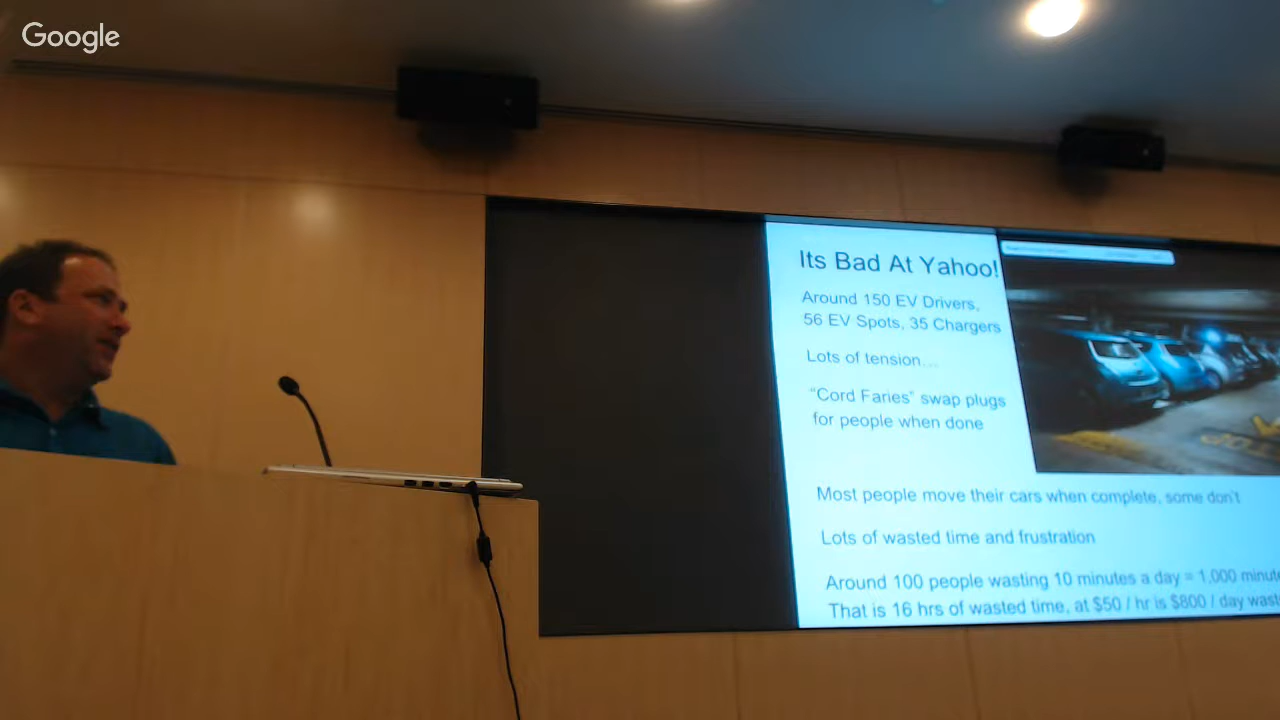 Google
Its Bad At Yahoo!
Around 150 EV Drivers,
56 EV Spots, 35 Chargers
Lots of tension...
"Cord Faries" swap plugs
for people when done
Most people move their cars when complete, some don't
Lots of wasted time and frustration
Around 100 people wasting 10 minutes a day = 1,000 minute
That is 16 hrs of wasted time, at $50 / hr is $800 / day wast